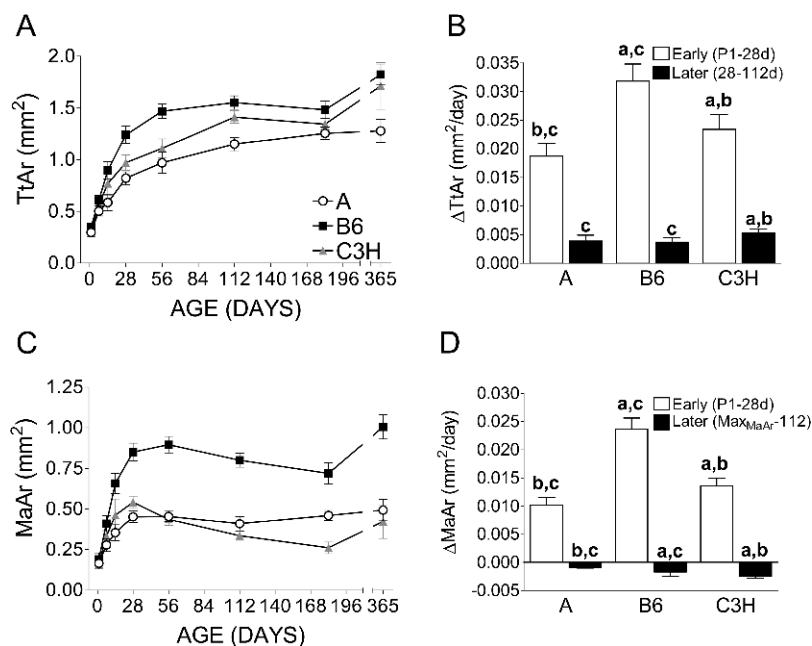 A
TtAr (mm²)
2.0
1.5
1.0
0.5
0.0
A
B6
C3H
0 28 56 84 112 140 168 196 365
AGE (DAYS)
B
ΔTtAr (mm²/day)
0.035
0.030
0.025
0.020
0.015
0.010
0.005
0.000
Early (P1-28d)
Later (28-112d)
b,c
c
a,c
c
a,b
a,b
A B6 C3H
C
MaAr (mm²)
1.25
1.00
0.75
0.50
0.25
0.00
0 28 56 84 112 140 168 196 365
AGE (DAYS)
D
ΔMaAr (mm²/day)
0.030
0.025
0.020
0.015
0.010
0.005
0.000
-0.005
Early (P1-28d)
Later (MaxMaAr-112)
b,c
b,c
a,c
a,c
a,b
a,b
A B6 C3H